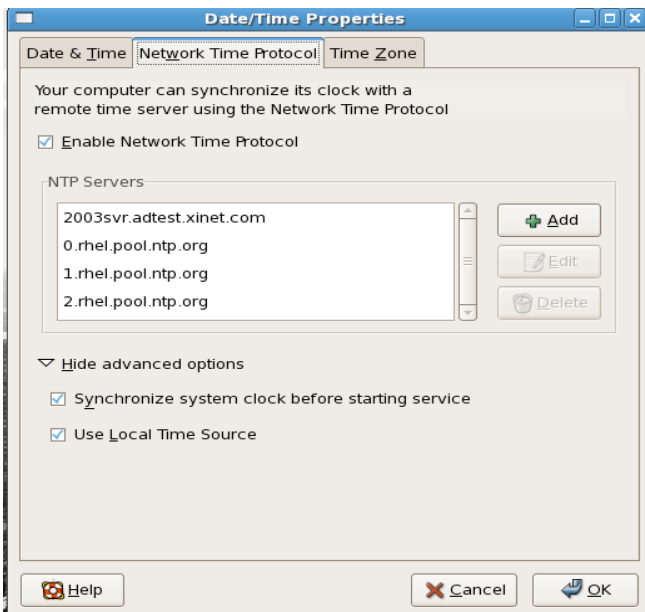 Date/Time Properties
Date & Time
Network Time Protocol
Time Zone
Your computer can synchronize its clock with a
remote time server using the Network Time Protocol
Enable Network Time Protocol
NTP Servers
2003svr.adtest.xinet.com
0.rhel.pool.ntp.org
1.rhel.pool.ntp.org
2.rhel.pool.ntp.org
Add
Edit
Delete
Hide advanced options
Synchronize system clock before starting service
Use Local Time Source
Help
Cancel
OK